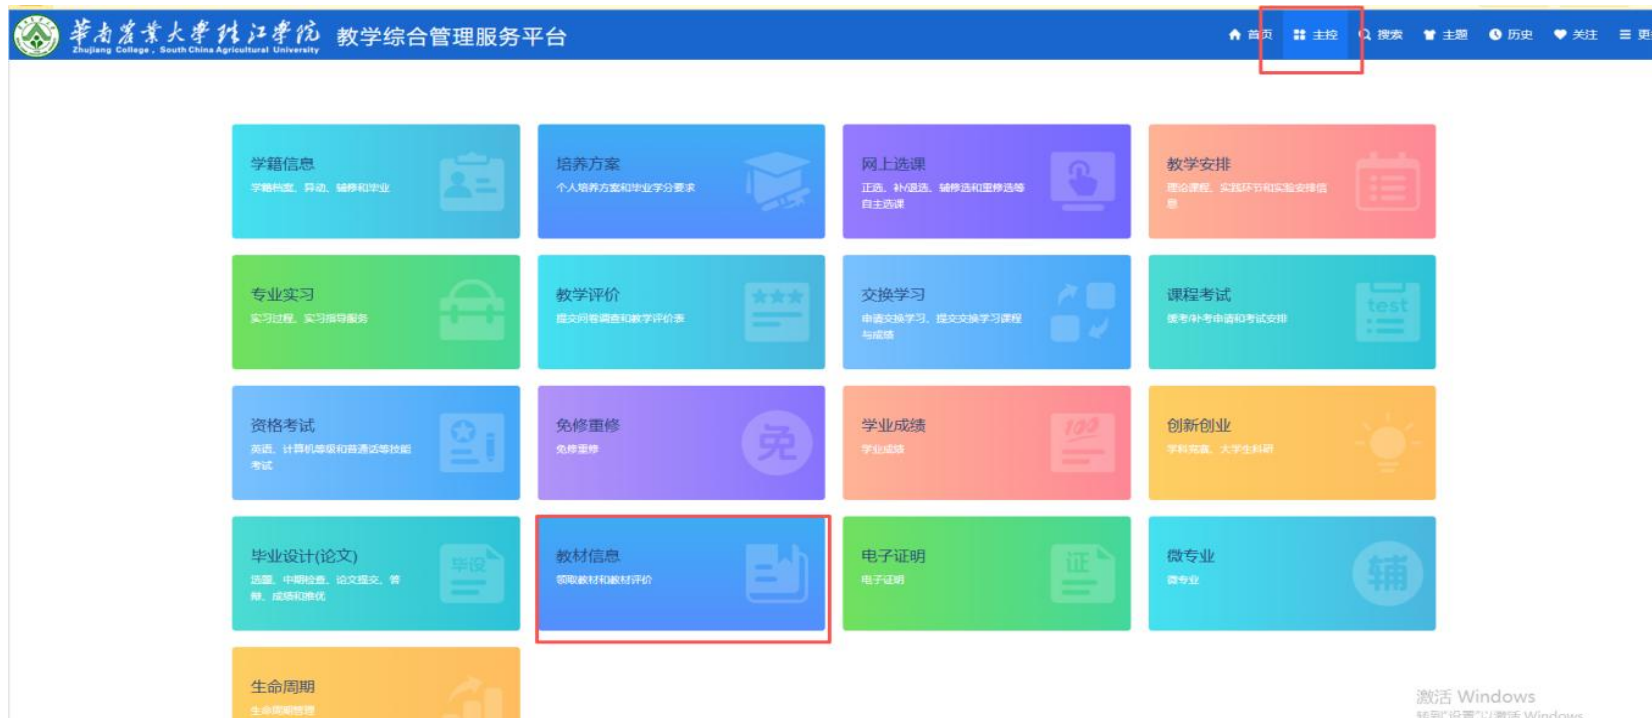 华南农业大学珠江学院 教学综合管理服务平台
Zhujiang College, South China Agricultural University
首页 主控 搜索 主题 历史 关注 更
学籍信息
学籍档案、异动、辅修和毕业
培养方案
个人培养方案和毕业学分要求
网上选课
正选、补/退选、辅修选和重修选等
自主选课
教学安排
理论课程、实践环节和实验安排信
息
专业实习
实习过程、实习指导服务
教学评价
提交问卷调查和教学评价表
★★★
交换学习
申请交换学习、提交交换学习课程
与成绩
课程考试
缓考/补考申请和考试安排
test
资格考试
英语、计算机等级和普通话等技能
考试
免修重修
免修重修
免
学业成绩
学业成绩
100
创新创业
学科竞赛、大学生科研
毕业设计(论文)
选题、中期检查、论文提交、答
辩、成绩和推优
毕设
教材信息
领取教材和教材评价
电子证明
电子证明
证
微专业
微专业
辅
生命周期
生命周期管理
激活 Windows
转到"设置"以激活 Windows